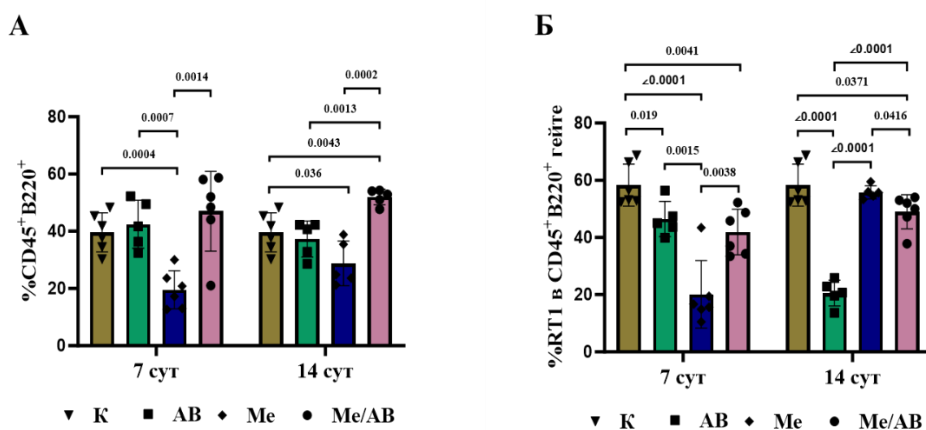 А
%CD45⁺B220⁺
80
60
40
20
0
0.0014
0.0007
0.0004
0.0002
0.0013
0.0043
0.036
7 сут
14 сут
К
АВ
Ме
Ме/АВ
Б
%RT1 в CD45⁺B220⁺ гейте
80
60
40
20
0
0.0041
≤0.0001
0.019
0.0015
0.0038
≤0.0001
0.0371
≤0.0001
0.0416
≤0.0001
7 сут
14 сут
К
АВ
Ме
Ме/АВ